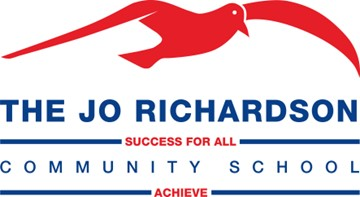 THE JO RICHARDSON
SUCCESS FOR ALL
COMMUNITY SCHOOL
ACHIEVE